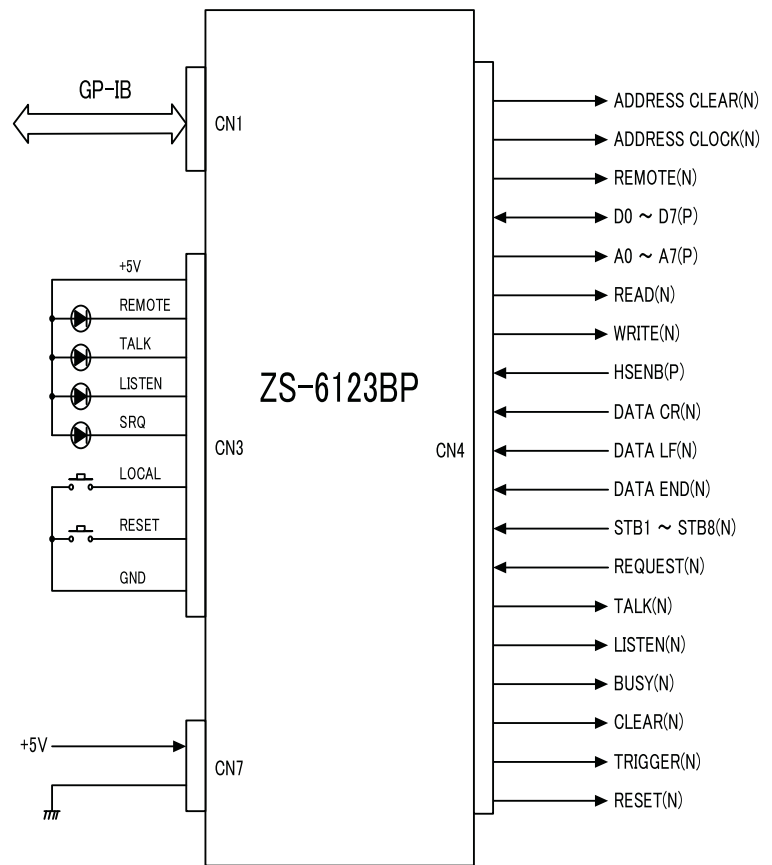 GP-IB
CN1
+5V
REMOTE
TALK
LISTEN
SRQ
CN3
LOCAL
RESET
GND
+5V
CN7
ZS-6123BP
CN4
ADDRESS CLEAR(N)
ADDRESS CLOCK(N)
REMOTE(N)
D0 ～ D7(P)
A0 ～ A7(P)
READ(N)
WRITE(N)
HSENB(P)
DATA CR(N)
DATA LF(N)
DATA END(N)
STB1 ～ STB8(N)
REQUEST(N)
TALK(N)
LISTEN(N)
BUSY(N)
CLEAR(N)
TRIGGER(N)
RESET(N)